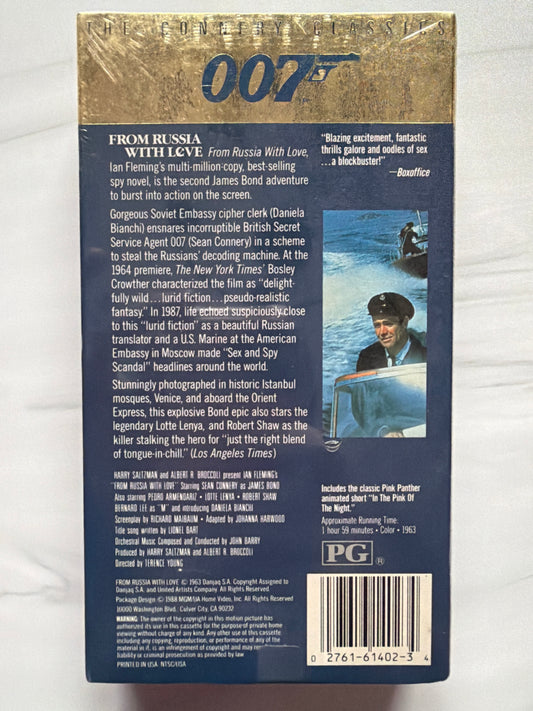 THE CONNERY CLASSICS
007
FROM RUSSIA
WITH LOVE From Russia With Love,
Ian Fleming's multi-million-copy, best-selling
spy novel, is the second James Bond adventure
to burst into action on the screen.
Gorgeous Soviet Embassy cipher clerk (Daniela
Bianchi) ensnares incorruptible British Secret
Service Agent 007 (Sean Connery) in a scheme
to steal the Russians' decoding machine. At the
1964 premiere, The New York Times' Bosley
Crowther characterized the film as "delight-
fully wild...lurid fiction...pseudo-realistic
fantasy." In 1987, life echoed suspiciously close
to this "lurid fiction" as a beautiful Russian
translator and a U.S. Marine at the American
Embassy in Moscow made "Sex and Spy
Scandal" headlines around the world.
Stunningly photographed in historic Istanbul
mosques, Venice, and aboard the Orient
Express, this explosive Bond epic also stars the
legendary Lotte Lenya, and Robert Shaw as the
killer stalking the hero for "just the right blend
of tongue-in-chill." (Los Angeles Times)
"Blazing excitement, fantastic
thrills galore and oodles of sex
...a blockbuster!"
—Boxoffice
HARRY SALTZMAN and ALBERT R. BROCCOLI present IAN FLEMING's
"FROM RUSSIA WITH LOVE" Starring SEAN CONNERY as JAMES BOND
Also starring PEDRO ARMENDARIZ • LOTTE LENYA • ROBERT SHAW
BERNARD LEE as "M" and introducing DANIELA BIANCHI
Screenplay by RICHARD MAIBAUM • Adapted by JOHANNA HARWOOD
Title song written by LIONEL BART
Orchestral Music Composed and Conducted by JOHN BARRY
Produced by HARRY SALTZMAN and ALBERT R. BROCCOLI
Directed by TERENCE YOUNG
Includes the classic Pink Panther
animated short "In The Pink Of
The Night."
Approximate Running Time:
1 hour 59 minutes • Color • 1963
PG ®
FROM RUSSIA WITH LOVE © 1963 Danjaq S.A. Copyright Assigned to
Danjaq S.A. and United Artists Company. All Rights Reserved
Package Design © 1988 MGM/UA Home Video, Inc. All Rights Reserved
10000 Washington Blvd., Culver City, CA 90232
WARNING: The owner of the copyright in this motion picture has
authorized its use in this cassette for the purpose of private home
viewing without charge of any kind. Any other use of this cassette,
including any copying, reproduction, or performance of any of the
material in it, is an infringement of copyright and may result in civil
liability or criminal prosecution as provided by law
PRINTED IN USA NTSC/USA
0 27616-1402-3 4